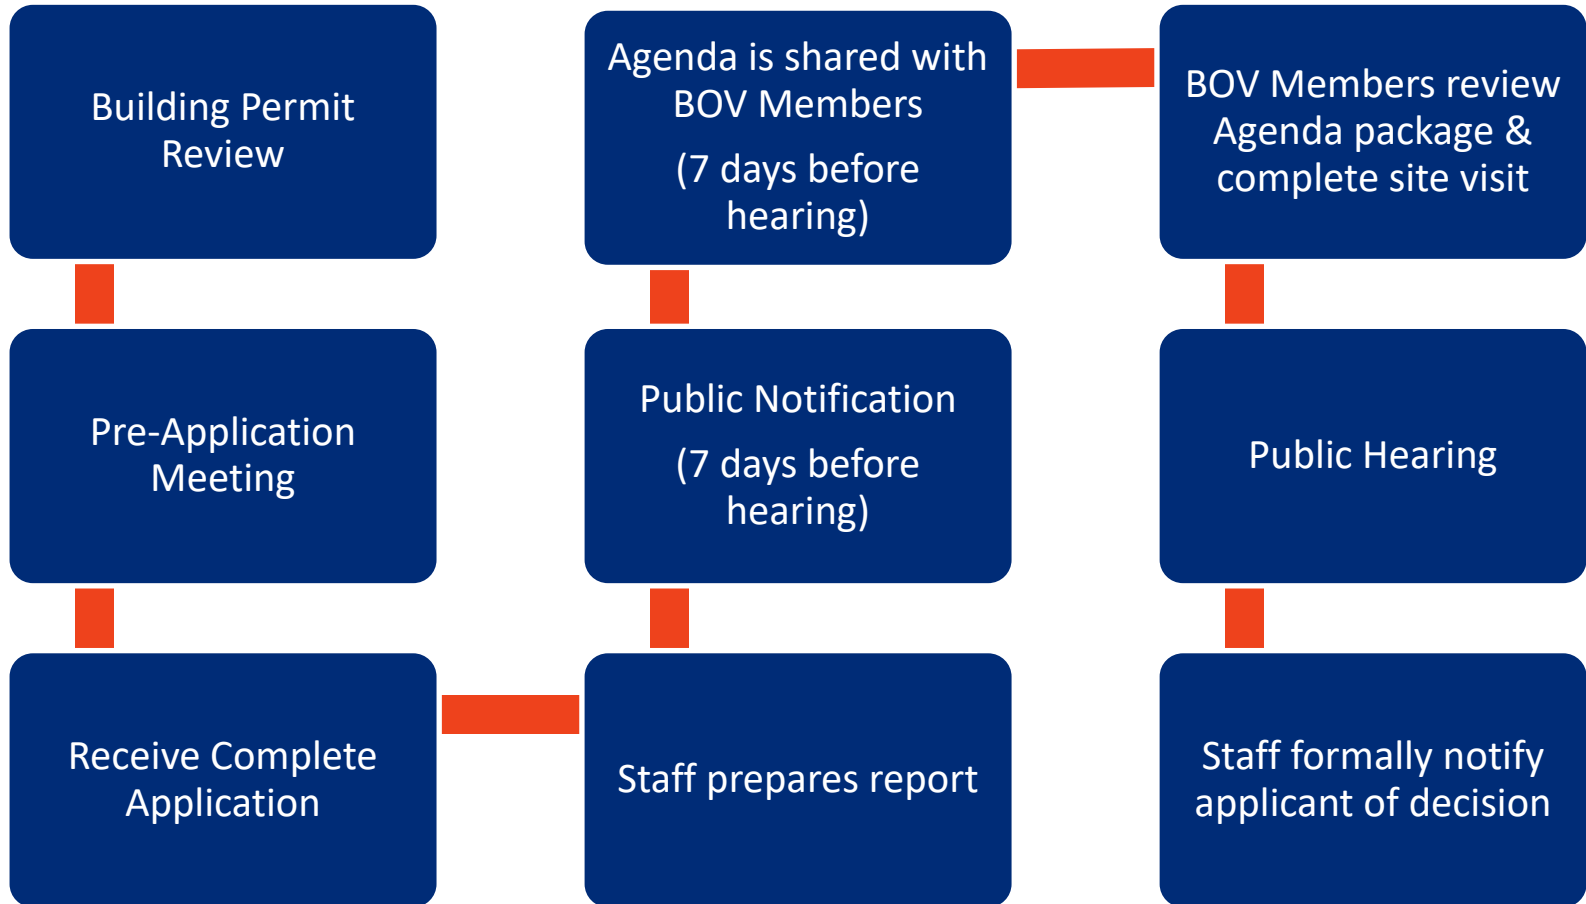 Building Permit
Review
Pre-Application
Meeting
Receive Complete
Application
Staff prepares report
Public Notification
(7 days before
hearing)
Agenda is shared with
BOV Members
(7 days before
hearing)
BOV Members review
Agenda package &
complete site visit
Public Hearing
Staff formally notify
applicant of decision